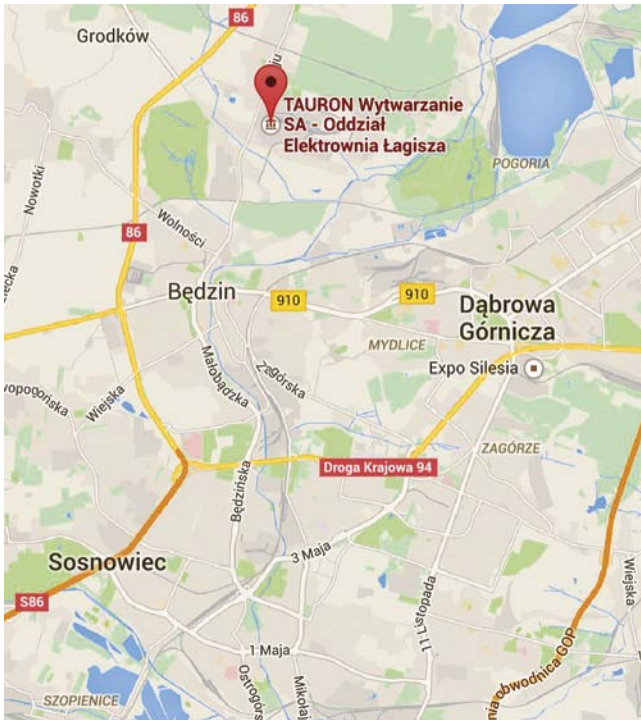 86
Grodków
TAURON Wytwarzanie
SA - Oddział
Elektrownia Łagisza
POGORIA
Nowotki
86
Wolności
Będzin
910
910
Dąbrowa
Górnicza
MYDLICE
Expo Silesia
Małobądzka
Zagórska
Wiejska
ZAGÓRZE
Droga Krajowa 94
Będzińska
Sosnowiec
3 Maja
Wiejska
S86
11 Listopada
1 Maja
SZOPIENICE